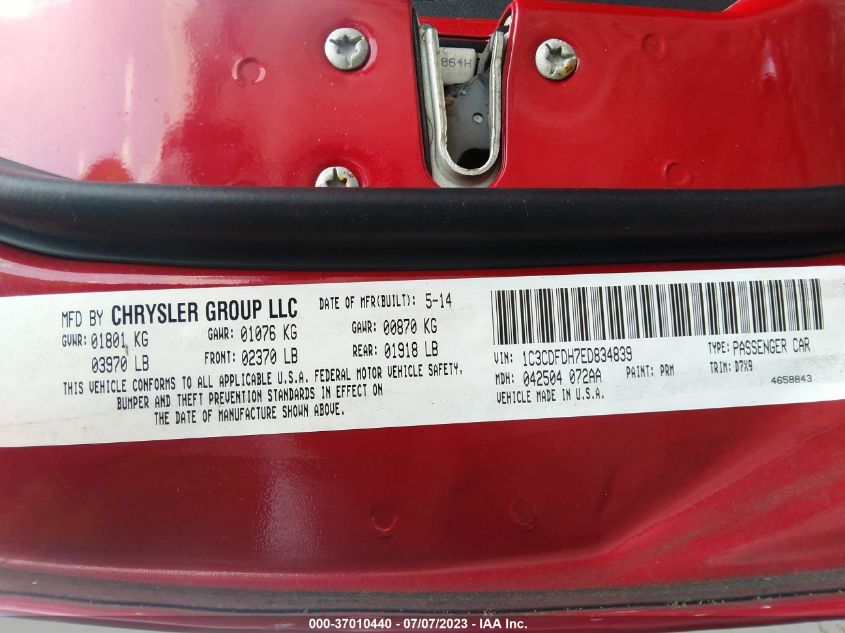 864H
MFD BY CHRYSLER GROUP LLC DATE OF MFR(BUILT): 5-14
GVWR: 01801 KG GAWR: 01076 KG GAWR: 00870 KG
03970 LB FRONT: 02370 LB REAR: 01918 LB
THIS VEHICLE CONFORMS TO ALL APPLICABLE U.S.A. FEDERAL MOTOR VEHICLE SAFETY,
BUMPER AND THEFT PREVENTION STANDARDS IN EFFECT ON
THE DATE OF MANUFACTURE SHOWN ABOVE.
VIN: 1C3CDFDH7ED834839 TYPE: PASSENGER CAR
MDH: 042504 072AA PAINT: PRM TRIM: D7X9
VEHICLE MADE IN U.S.A. 4658843
000-37010440 - 07/07/2023 - IAA Inc.